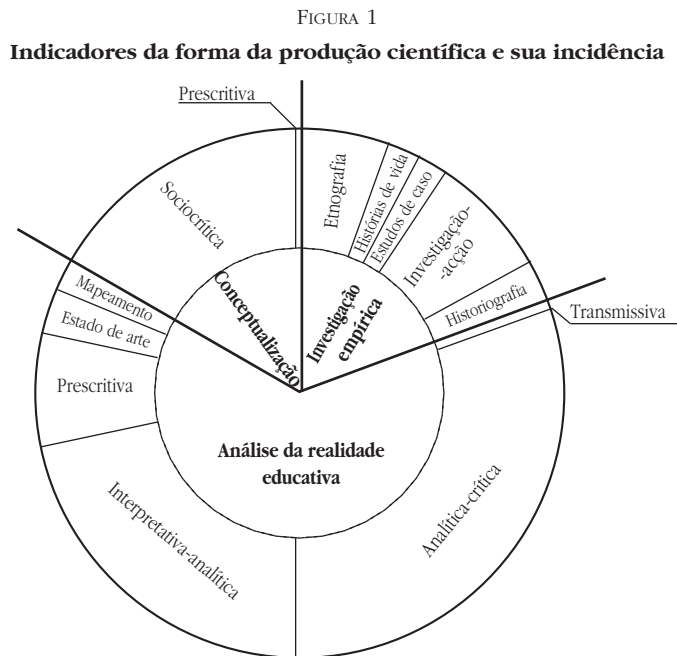 FIGURA 1
Indicadores da forma da produção científica e sua incidência
Prescritiva
Sociocrítica
Etnografia
Histórias de vida
Estudos de caso
Investigação-
-acção
Historiografia
Transmissiva
Mapeamento
Estado de arte
Prescritiva
Conceptualização
Investigação
empírica
Análise da realidade
educativa
Interpretativa-analítica
Analítica-crítica